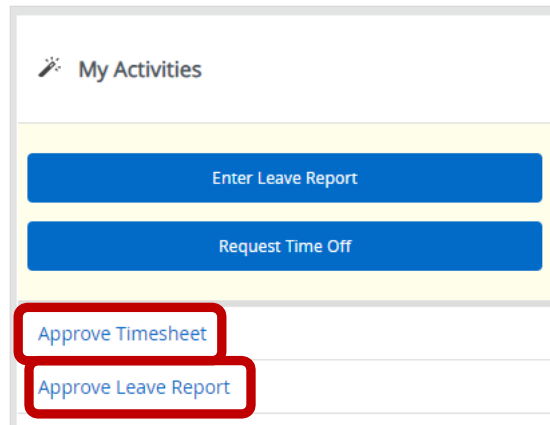 My Activities
Enter Leave Report
Request Time Off
Approve Timesheet
Approve Leave Report